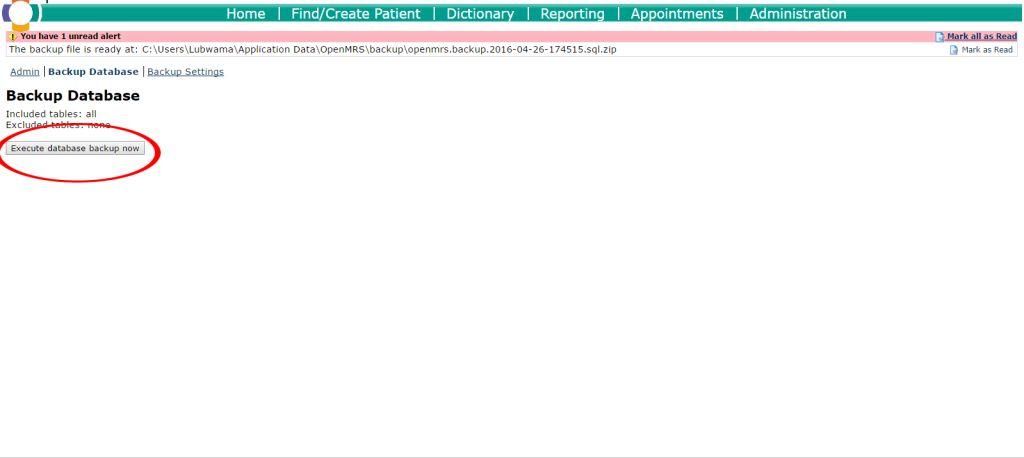 Home | Find/Create Patient | Dictionary | Reporting | Appointments | Administration
You have 1 unread alert Mark all as Read
The backup file is ready at: C:\Users\Lubwama\Application Data\OpenMRS\backup\openmrs.backup.2016-04-26-174515.sql.zip Mark as Read
Admin | Backup Database | Backup Settings
Backup Database
Included tables: all
Excluded tables: none
Execute database backup now